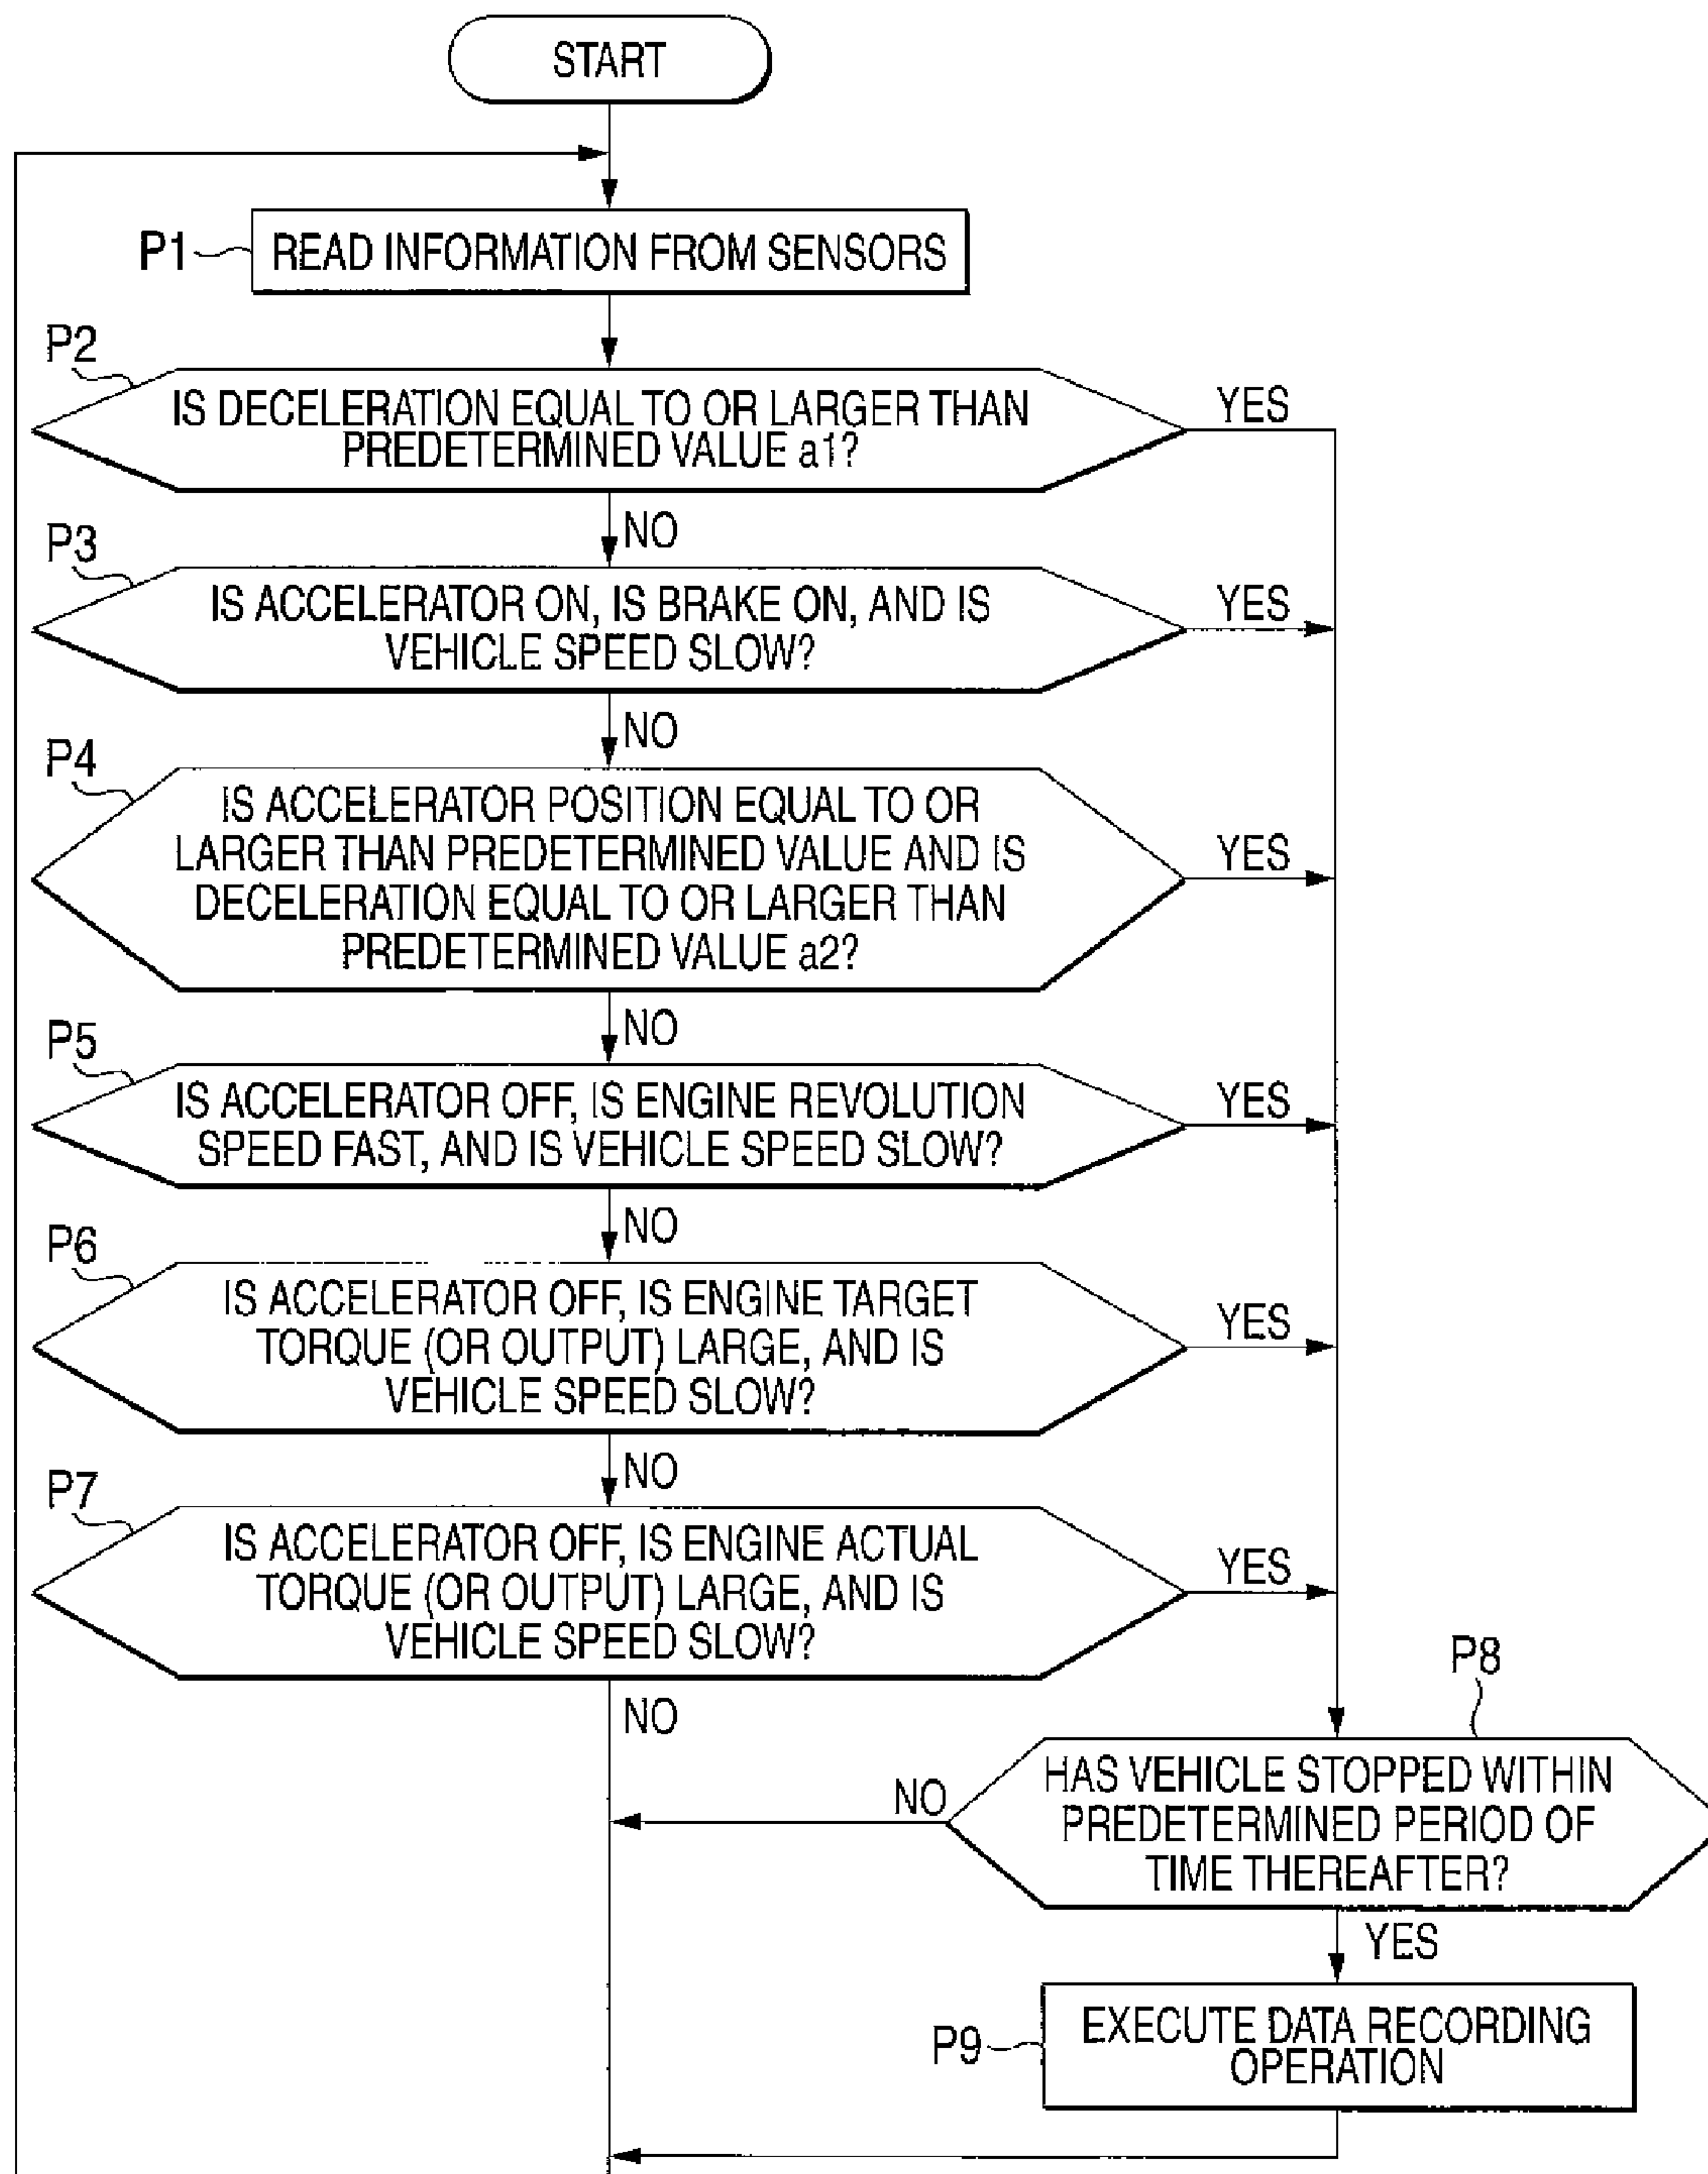 START
P1
READ INFORMATION FROM SENSORS
P2
IS DECELERATION EQUAL TO OR LARGER THAN
PREDETERMINED VALUE a1?
YES
NO
P3
IS ACCELERATOR ON, IS BRAKE ON, AND IS
VEHICLE SPEED SLOW?
YES
NO
P4
IS ACCELERATOR POSITION EQUAL TO OR
LARGER THAN PREDETERMINED VALUE AND IS
DECELERATION EQUAL TO OR LARGER THAN
PREDETERMINED VALUE a2?
YES
NO
P5
IS ACCELERATOR OFF, IS ENGINE REVOLUTION
SPEED FAST, AND IS VEHICLE SPEED SLOW?
YES
NO
P6
IS ACCELERATOR OFF, IS ENGINE TARGET
TORQUE (OR OUTPUT) LARGE, AND IS
VEHICLE SPEED SLOW?
YES
NO
P7
IS ACCELERATOR OFF, IS ENGINE ACTUAL
TORQUE (OR OUTPUT) LARGE, AND IS
VEHICLE SPEED SLOW?
YES
NO
P8
HAS VEHICLE STOPPED WITHIN
PREDETERMINED PERIOD OF
TIME THEREAFTER?
NO
YES
P9
EXECUTE DATA RECORDING
OPERATION